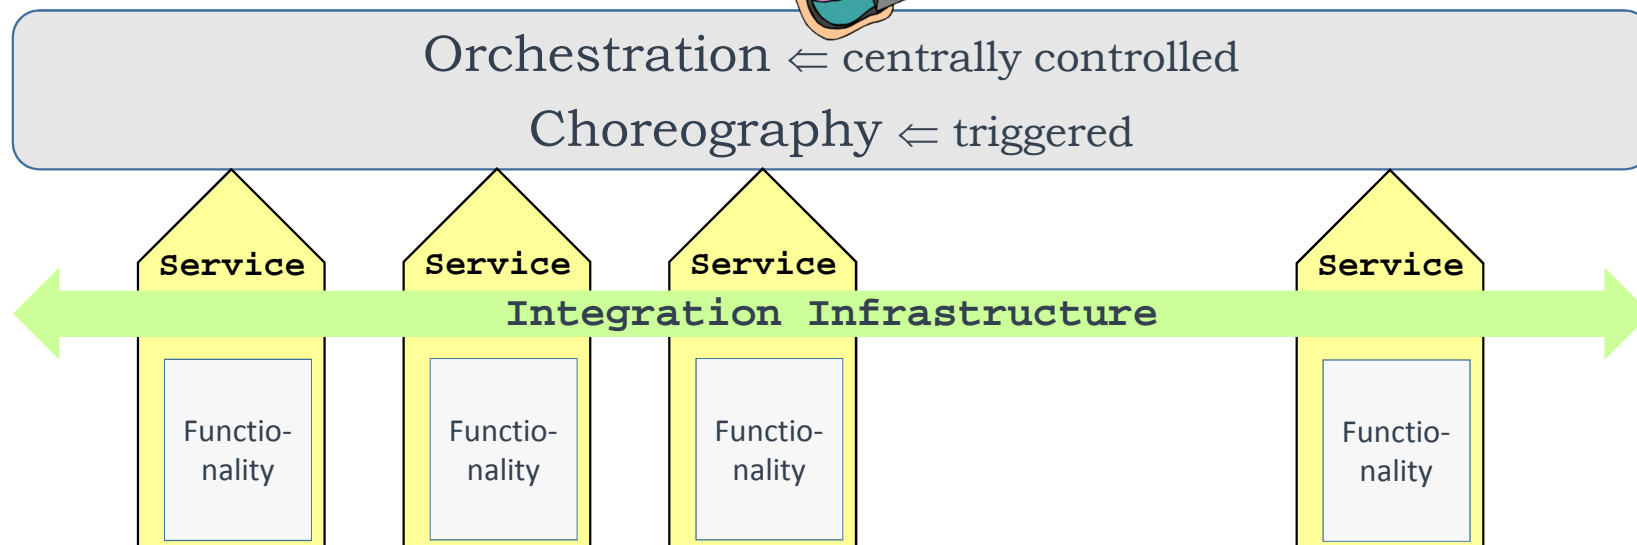 Orchestration ⇐ centrally controlled
Choreography ⇐ triggered
Service Service Service Service
Integration Infrastructure
Functio- Functio- Functio- Functio-
nality nality nality nality